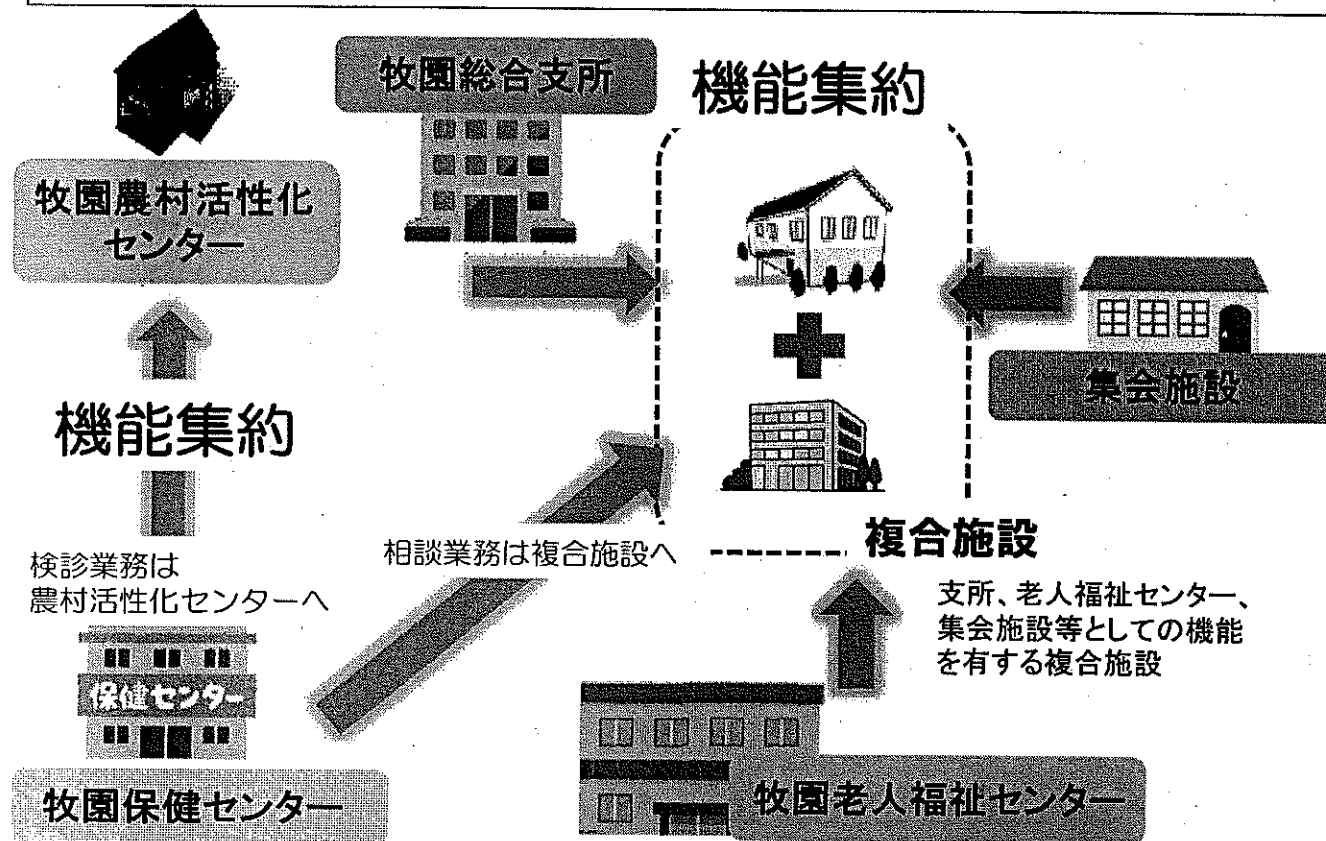 牧園総合支所
機能集約
牧園農村活性化
センター
集会施設
機能集約
複合施設
相談業務は複合施設へ
検診業務は
農村活性化センターへ
支所、老人福祉センター、
集会施設等としての機能
を有する複合施設
保健センター
牧園保健センター
牧園老人福祉センター